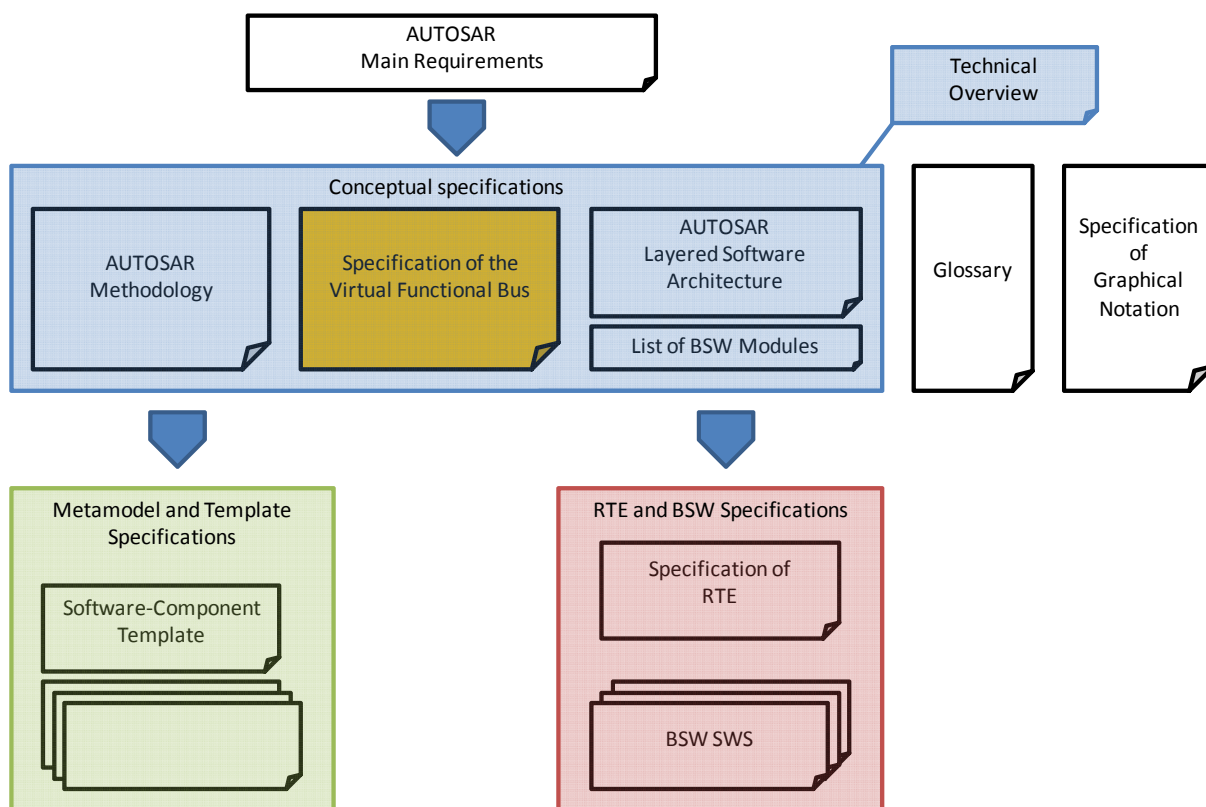 AUTOSAR
Main Requirements
Technical
Overview
Conceptual specifications
AUTOSAR
Methodology
Specification of the
Virtual Functional Bus
AUTOSAR
Layered Software
Architecture
List of BSW Modules
Glossary
Specification
of
Graphical
Notation
Metamodel and Template
Specifications
Software-Component
Template
RTE and BSW Specifications
Specification of
RTE
BSW SWS